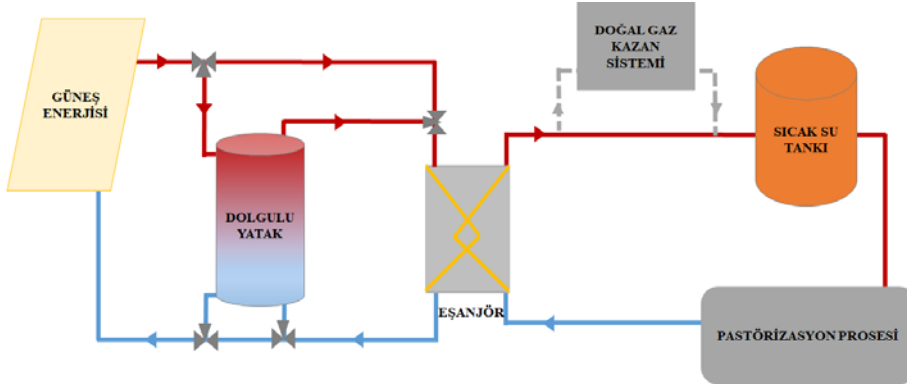 GÜNEŞ
ENERJİSİ
DOLGULU
YATAK
EŞANJÖR
DOĞAL GAZ
KAZAN
SİSTEMİ
SICAK SU
TANKI
PASTÖRİZASYON PROSESİ